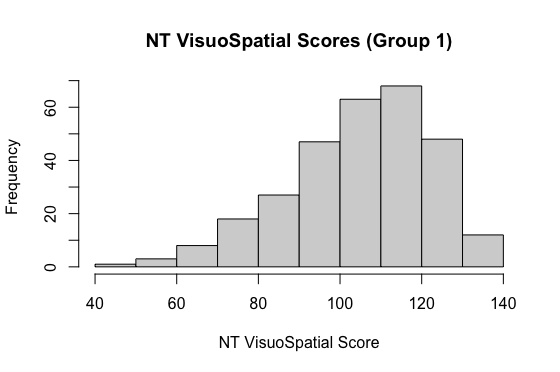 NT VisuoSpatial Scores (Group 1)
Frequency
60
40
20
0
40 60 80 100 120 140
NT VisuoSpatial Score